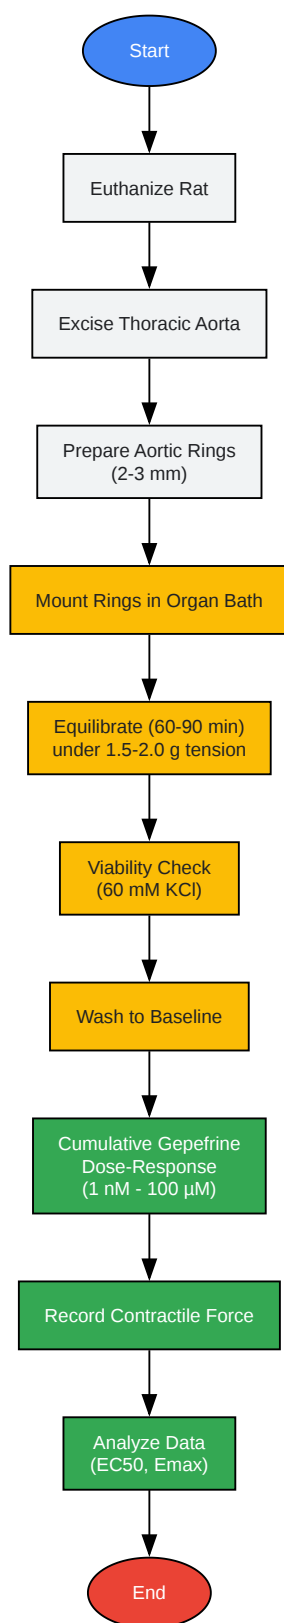 Start
Euthanize Rat
Excise Thoracic Aorta
Prepare Aortic Rings
(2-3 mm)
Mount Rings in Organ Bath
Equilibrate (60-90 min)
under 1.5-2.0 g tension
Viability Check
(60 mM KCl)
Wash to Baseline
Cumulative Gepefrine
Dose-Response
(1 nM - 100 µM)
Record Contractile Force
Analyze Data
(EC50, Emax)
End